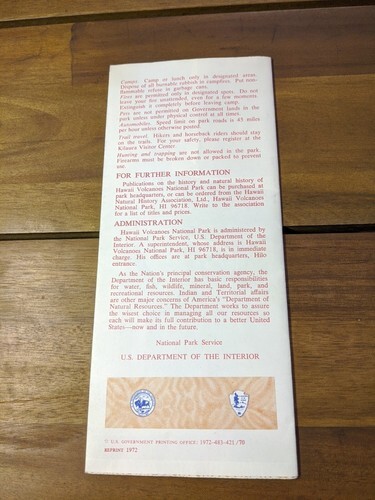 Camps. Camp or lunch only in designated areas.
Dispose of all burnable rubbish in campfires. Put non-
flammable refuse in garbage cans.
Fires are permitted only in designated spots. Do not
leave your fire unattended, even for a few moments.
Extinguish it completely before leaving camp.
Pets are not permitted on Government lands in the
park unless under physical control at all times.
Automobiles. Speed limit on park roads is 45 miles
per hour unless otherwise posted.
Trail travel. Hikers and horseback riders should stay
on the trails. For your safety, please register at the
Kilauea Visitor Center.
Hunting and trapping are not allowed in the park.
Firearms must be broken down or packed to prevent
use.
FOR FURTHER INFORMATION
Publications on the history and natural history of
Hawaii Volcanoes National Park can be purchased at
park headquarters, or can be ordered from the Hawaii
Natural History Association, Ltd., Hawaii Volcanoes
National Park, HI 96718. Write to the association
for a list of titles and prices.
ADMINISTRATION
Hawaii Volcanoes National Park is administered by
the National Park Service, U.S. Department of the
Interior. A superintendent, whose address is Hawaii
Volcanoes National Park, HI 96718, is in immediate
charge. His offices are at park headquarters, Hilo
entrance.
As the Nation's principal conservation agency, the
Department of the Interior has basic responsibilities
for water, fish, wildlife, mineral, land, park, and
recreational resources. Indian and Territorial affairs
are other major concerns of America's "Department of
Natural Resources." The Department works to assure
the wisest choice in managing all our resources so
each will make its full contribution to a better United
States—now and in the future.
National Park Service
U.S. DEPARTMENT OF THE INTERIOR
☆ U.S. GOVERNMENT PRINTING OFFICE: 1972-483-421/70
REPRINT 1972